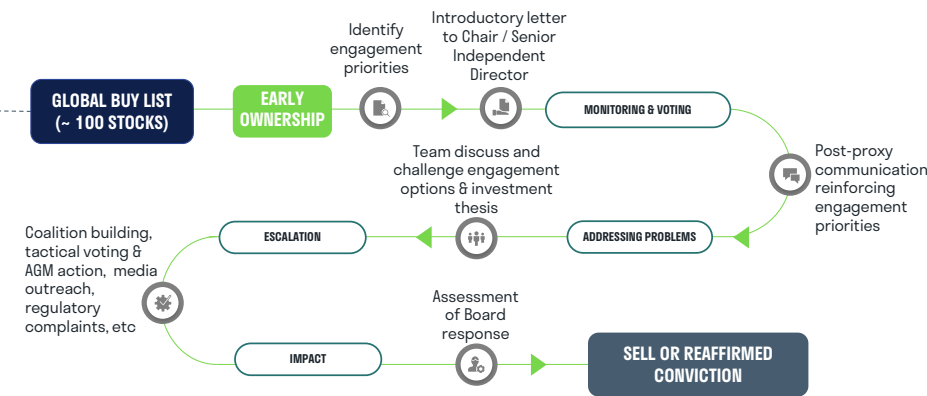 GLOBAL BUY LIST
(~ 100 STOCKS)
EARLY
OWNERSHIP
Identify
engagement
priorities
Introductory letter
to Chair / Senior
Independent
Director
MONITORING & VOTING
Post-proxy
communication
reinforcing
engagement
priorities
ADDRESSING PROBLEMS
Team discuss and
challenge engagement
options & investment
thesis
ESCALATION
Coalition building,
tactical voting &
AGM action, media
outreach,
regulatory
complaints, etc
IMPACT
Assessment
of Board
response
SELL OR REAFFIRMED
CONVICTION